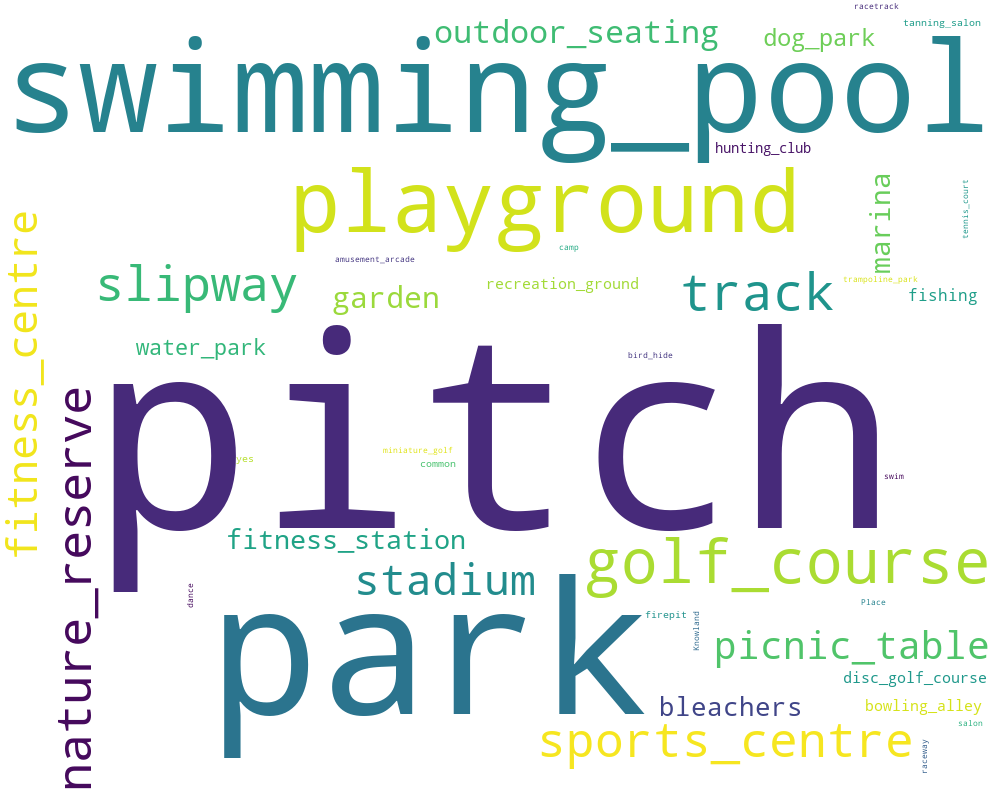 racetrack
tanning_salon
outdoor_seating
dog_park
swimming_pool
hunting_club
playground
marina
tennis_court
fitness_centre
camp
amusement_arcade
slipway
garden
recreation_ground
track
trampoline_park
fishing
water_park
bird_hide
pitch
nature_reserve
yes
miniature_golf
common
swim
fitness_station
golf_course
stadium
dance
park
Place
firepit
Knowland
picnic_table
disc_golf_course
bleachers
bowling_alley
salon
sports_centre
raceway